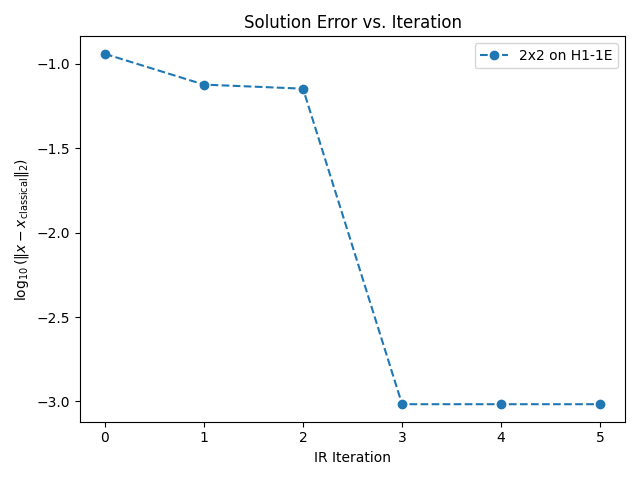 Solution Error vs. Iteration
2x2 on H1-1E
log₁₀ (‖x − x_classical‖₂)
−1.0
−1.5
−2.0
−2.5
−3.0
0 1 2 3 4 5
IR Iteration